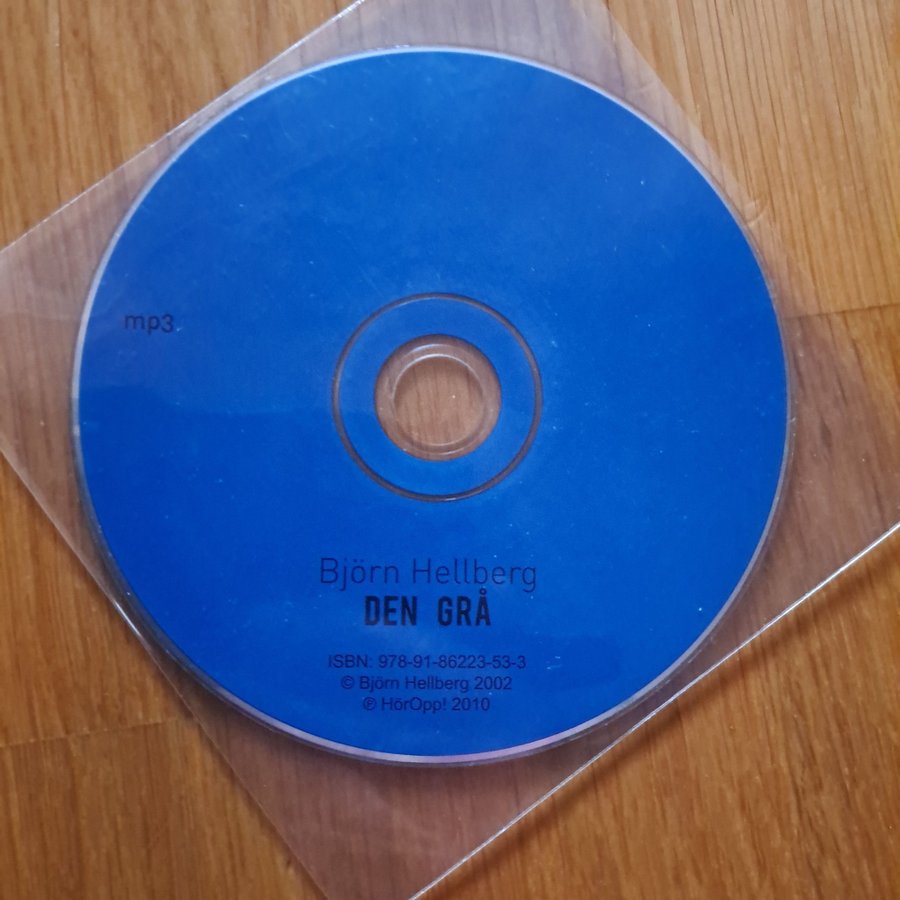 mp3
Björn Hellberg
DEN GRÅ
ISBN: 978-91-86223-53-3
© Björn Hellberg 2002
℗ HörOpp! 2010